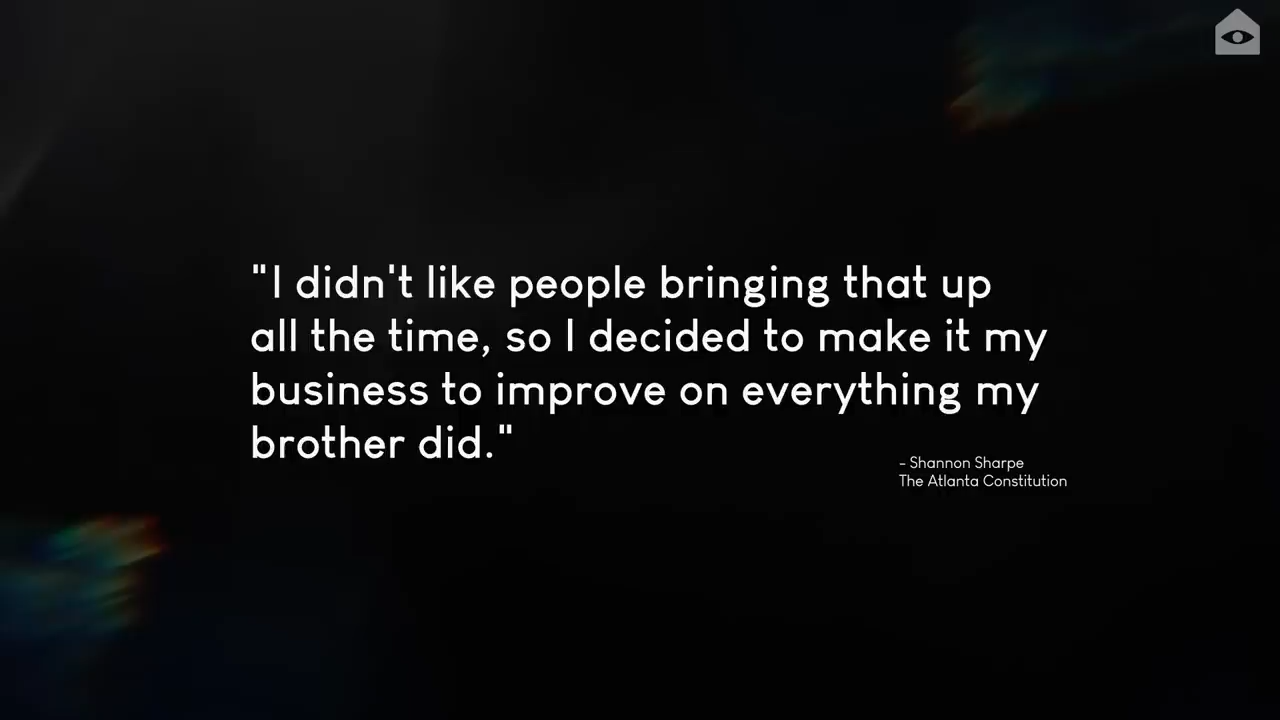 "I didn't like people bringing that up
all the time, so I decided to make it my
business to improve on everything my
brother did."
- Shannon Sharpe
The Atlanta Constitution